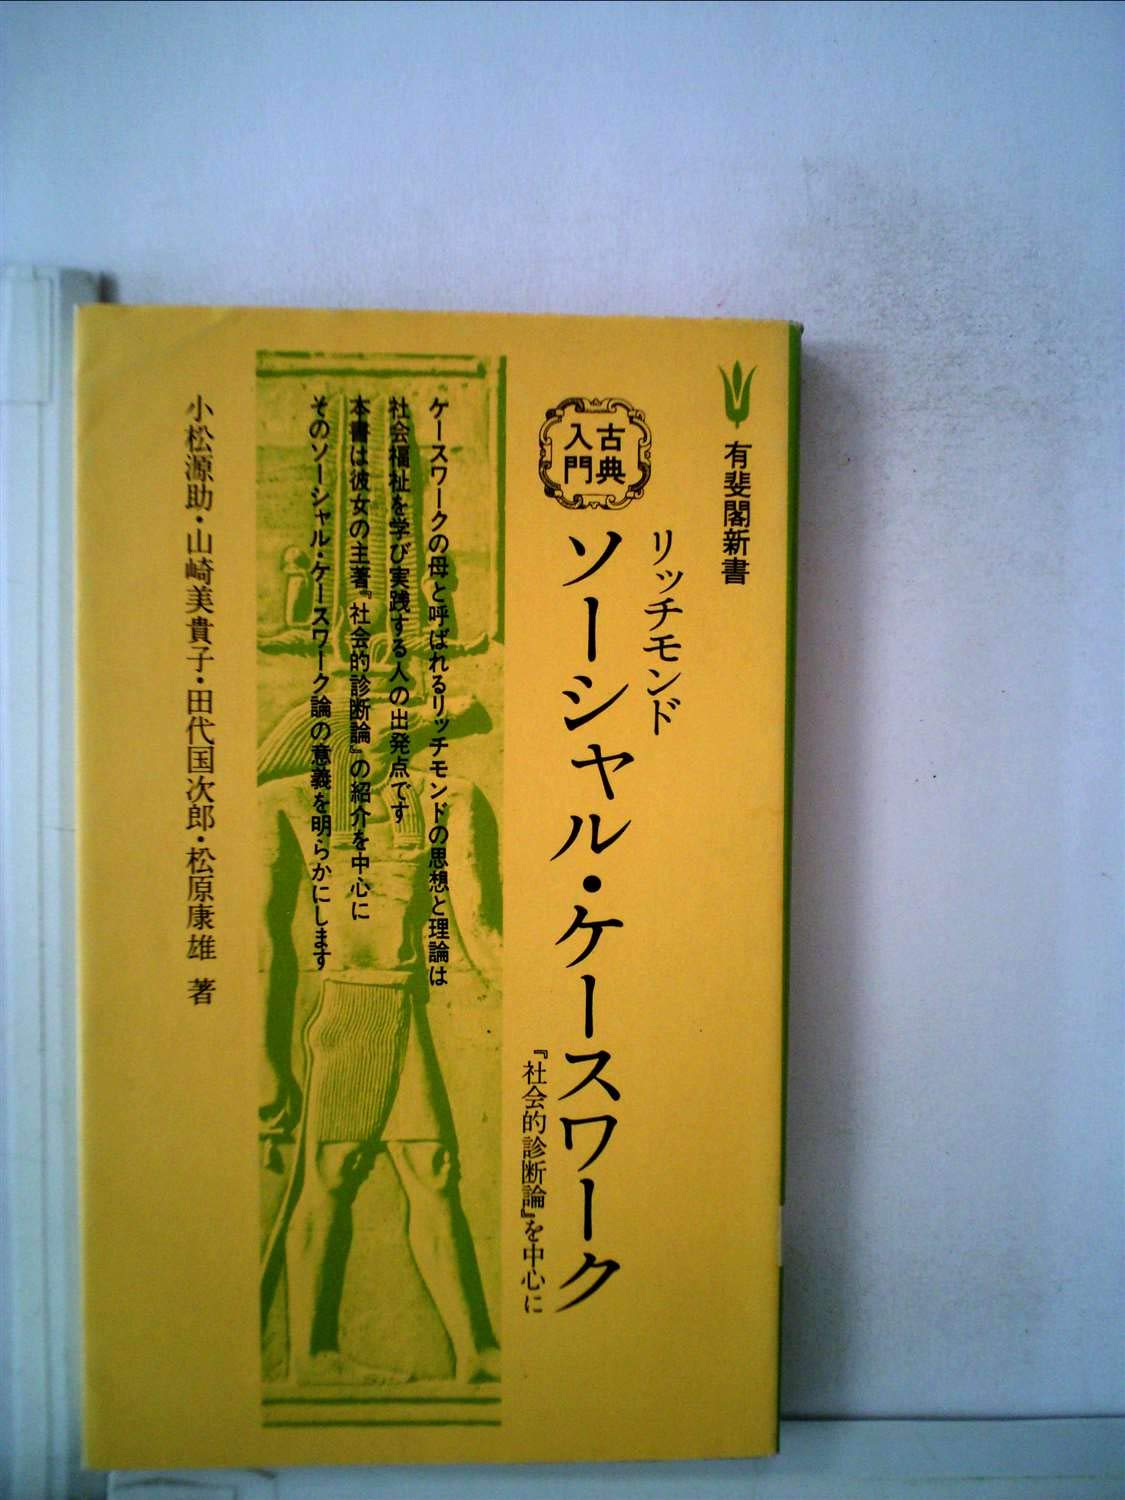 有斐閣新書
古典
入門
リッチモンド
ソーシャル・ケースワーク
『社会的診断論』を中心に
ケースワークの母と呼ばれるリッチモンドの思想と理論は
社会福祉を学び実践する人の出発点です
本書は彼女の主著『社会的診断論』の紹介を中心に
そのソーシャル・ケースワーク論の意義を明らかにします
小松源助・山崎美貴子・田代国次郎・松原康雄 著